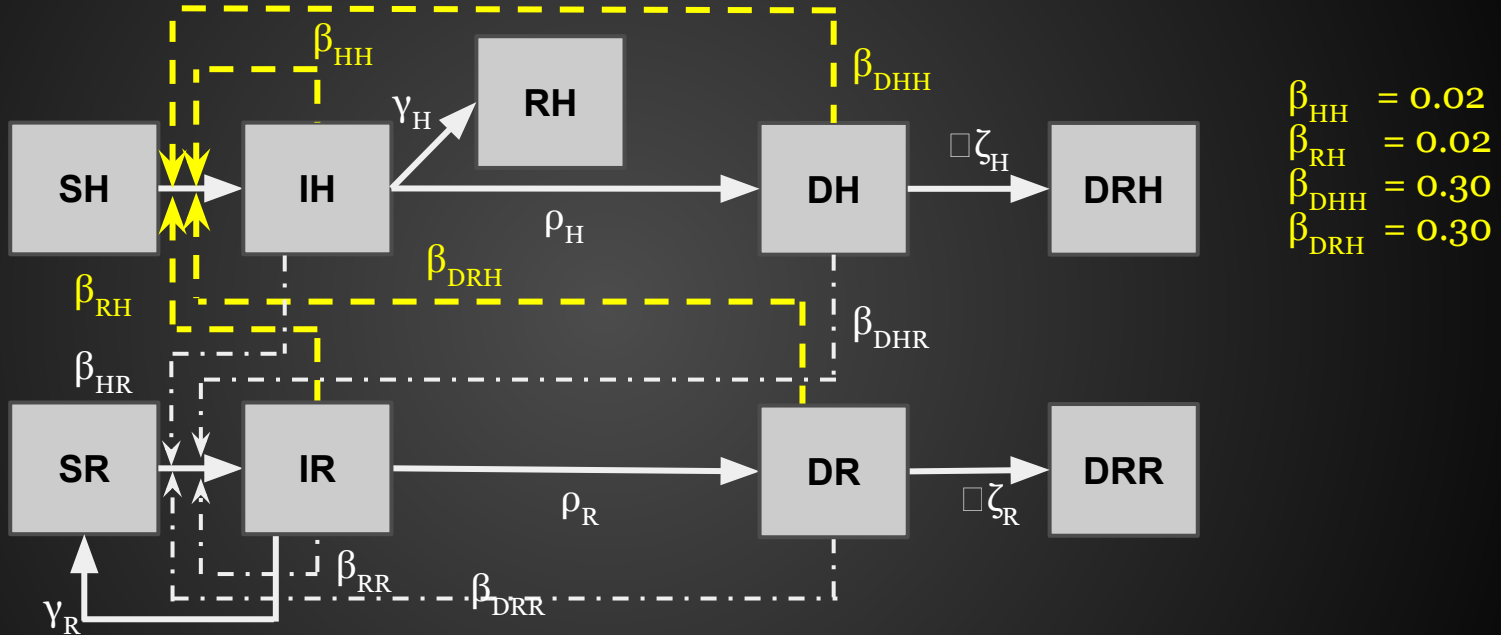 β_HH
β_DHH
RH
γ_H
β_HH = 0.02
β_RH = 0.02
β_DHH = 0.30
β_DRH = 0.30
SH
IH
DH
□ζ_H
DRH
ρ_H
β_RH
β_DRH
β_DHR
β_HR
SR
IR
DR
DRR
ρ_R
□ζ_R
β_RR
β_DRR
γ_R